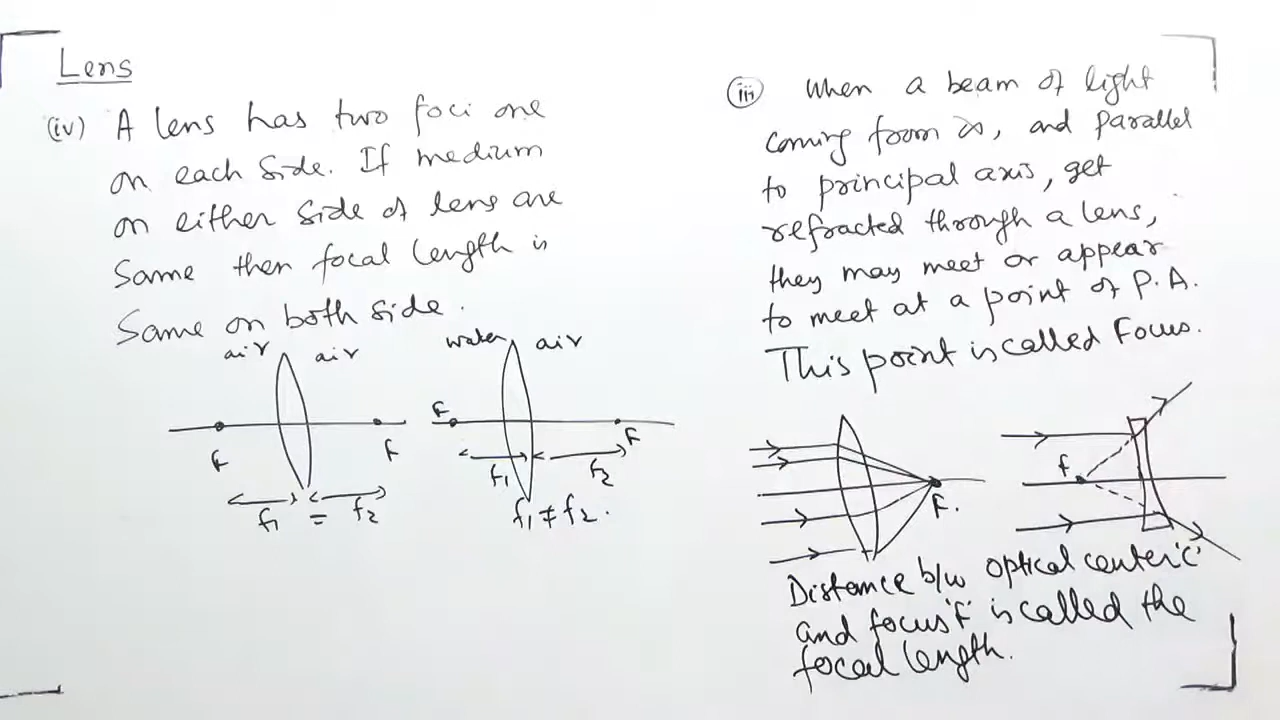 Lens
(iv) A lens has two foci one
on each side. If medium
on either side of lens are
Same then focal length is
Same on both side.
air air
F F
f1 = f2
water air
F F
f1 f2
f1 ≠ f2.
(iii) When a beam of light
coming from ∞, and parallel
to principal axis, get
refracted through a lens,
they may meet or appear
to meet at a point of P.A.
This point is called Focus.
F.
f
Distance b/w optical center 'C'
and focus 'F' is called the
focal length.